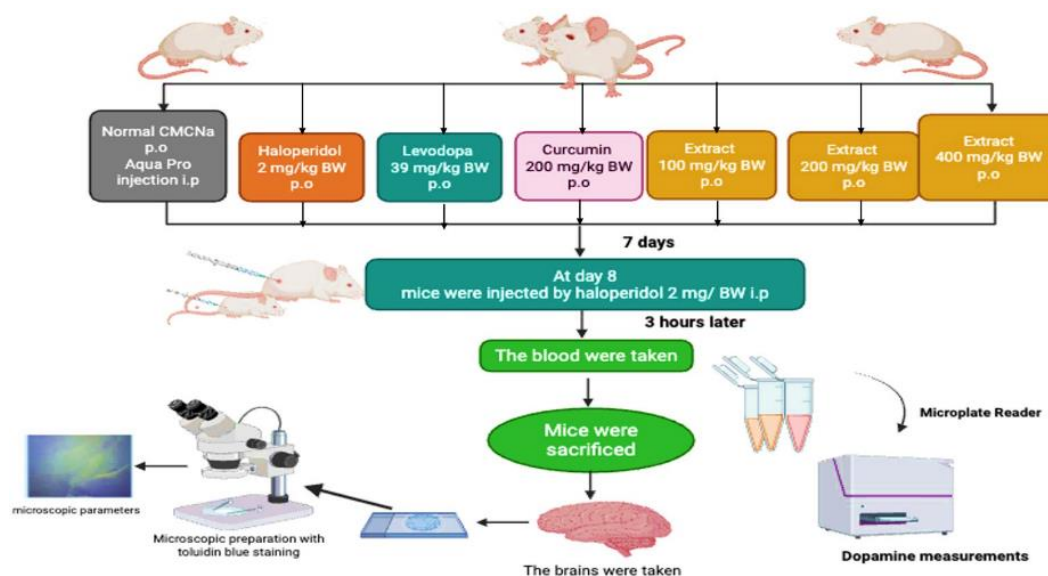 Normal CMCNa
p.o
Aqua Pro
injection i.p
Haloperidol
2 mg/kg BW
p.o
Levodopa
39 mg/kg BW
p.o
Curcumin
200 mg/kg BW
p.o
Extract
100 mg/kg BW
p.o
Extract
200 mg/kg BW
p.o
Extract
400 mg/kg BW
p.o
7 days
At day 8
mice were injected by haloperidol 2 mg/ BW i.p
3 hours later
The blood were taken
Microplate Reader
Mice were
sacrificed
microscopic parameters
Microscopic preparation with
toluidin blue staining
The brains were taken
Dopamine measurements